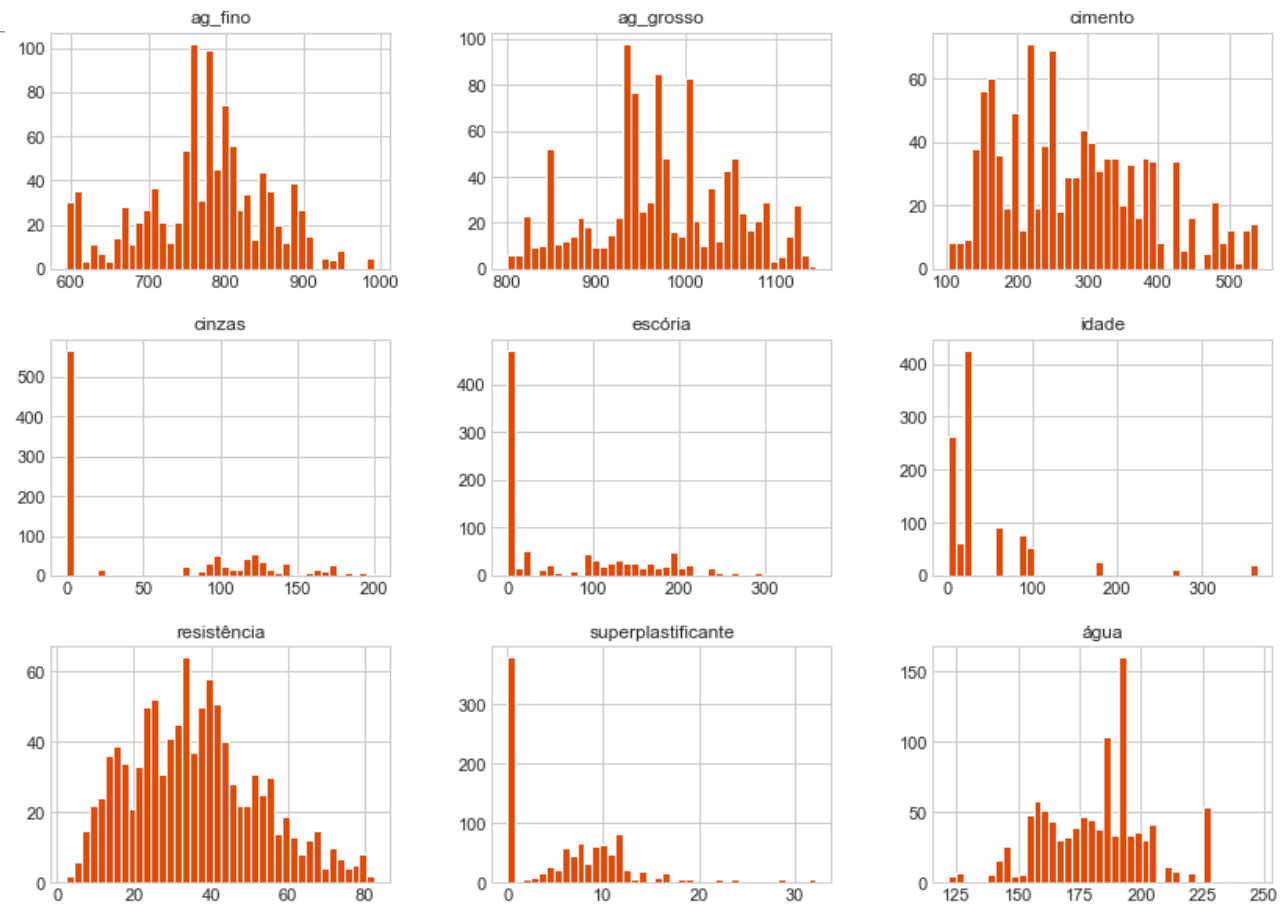 ag_fino ag_grosso cimento
100 80 60 40 20 0
600 700 800 900 1000
100 80 60 40 20 0
800 900 1000 1100
60 40 20 0
100 200 300 400 500
cinzas escória idade
500 400 300 200 100 0
0 50 100 150 200
400 300 200 100 0
0 100 200 300
400 300 200 100 0
0 100 200 300
resistência superplastificante água
60 40 20 0
0 20 40 60 80
300 200 100 0
0 10 20 30
150 100 50 0
125 150 175 200 225 250